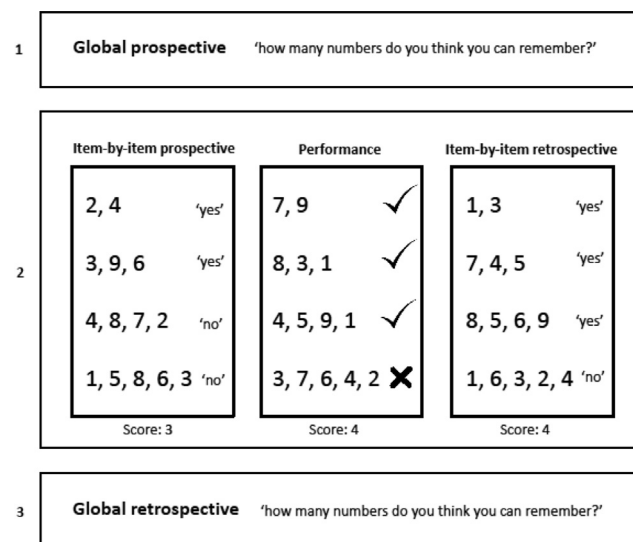 1 Global prospective 'how many numbers do you think you can remember?'
2
Item-by-item prospective Performance Item-by-item retrospective
2, 4 'yes' 7, 9 1, 3 'yes'
3, 9, 6 'yes' 8, 3, 1 7, 4, 5 'yes'
4, 8, 7, 2 'no' 4, 5, 9, 1 8, 5, 6, 9 'yes'
1, 5, 8, 6, 3 'no' 3, 7, 6, 4, 2 1, 6, 3, 2, 4 'no'
Score: 3 Score: 4 Score: 4
3 Global retrospective 'how many numbers do you think you can remember?'